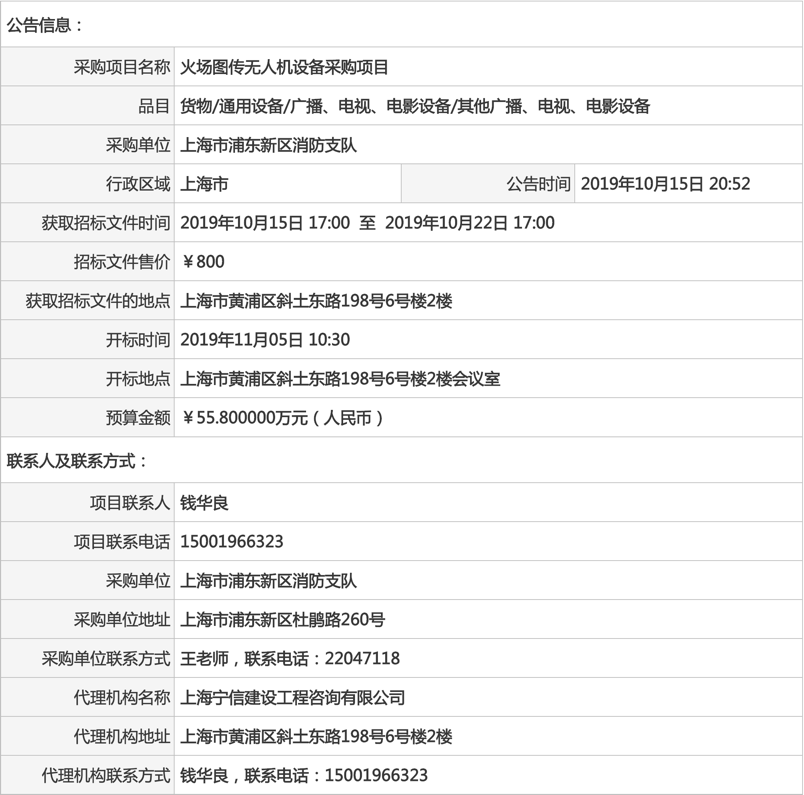 公告信息：
采购项目名称 火场图传无人机设备采购项目
品目 货物/通用设备/广播、电视、电影设备/其他广播、电视、电影设备
采购单位 上海市浦东新区消防支队
行政区域 上海市 公告时间 2019年10月15日 20:52
获取招标文件时间 2019年10月15日 17:00 至 2019年10月22日 17:00
招标文件售价 ￥800
获取招标文件的地点 上海市黄浦区斜土东路198号6号楼2楼
开标时间 2019年11月05日 10:30
开标地点 上海市黄浦区斜土东路198号6号楼2楼会议室
预算金额 ￥55.800000万元（人民币）
联系人及联系方式：
项目联系人 钱华良
项目联系电话 15001966323
采购单位 上海市浦东新区消防支队
采购单位地址 上海市浦东新区杜鹃路260号
采购单位联系方式 王老师，联系电话：22047118
代理机构名称 上海宁信建设工程咨询有限公司
代理机构地址 上海市黄浦区斜土东路198号6号楼2楼
代理机构联系方式 钱华良，联系电话：15001966323